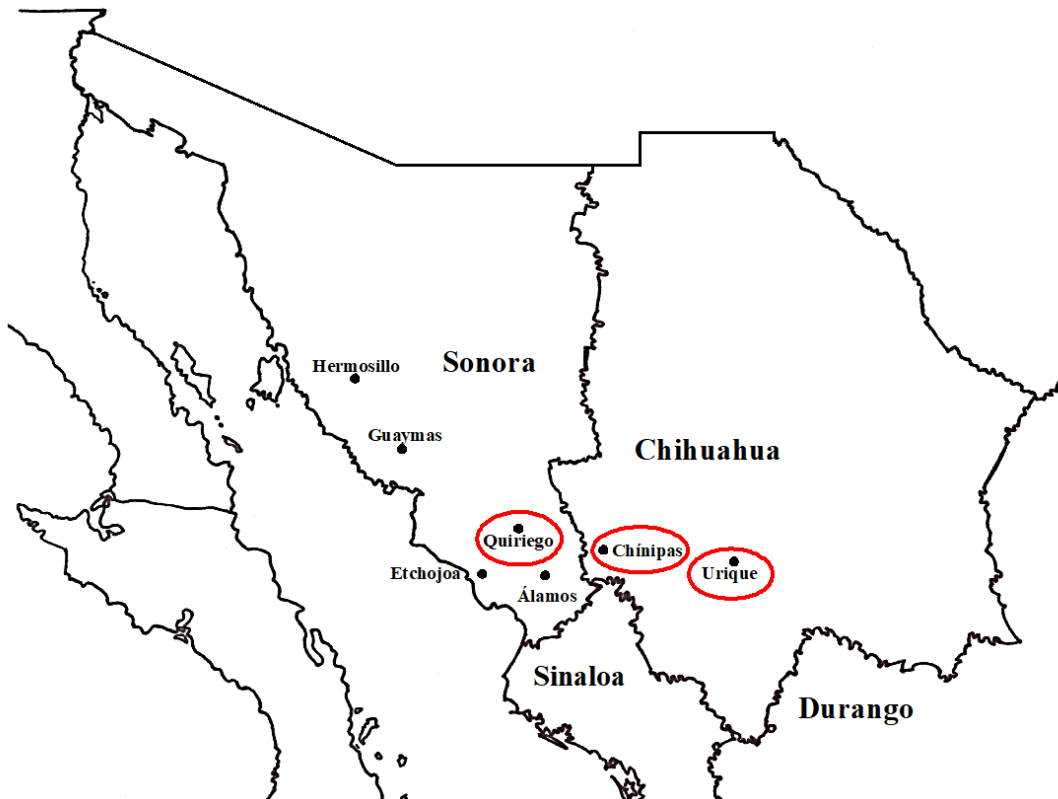 Hermosillo
Sonora
Guaymas
Chihuahua
Quiriego
Chínipas
Etchojoa
Urique
Álamos
Sinaloa
Durango